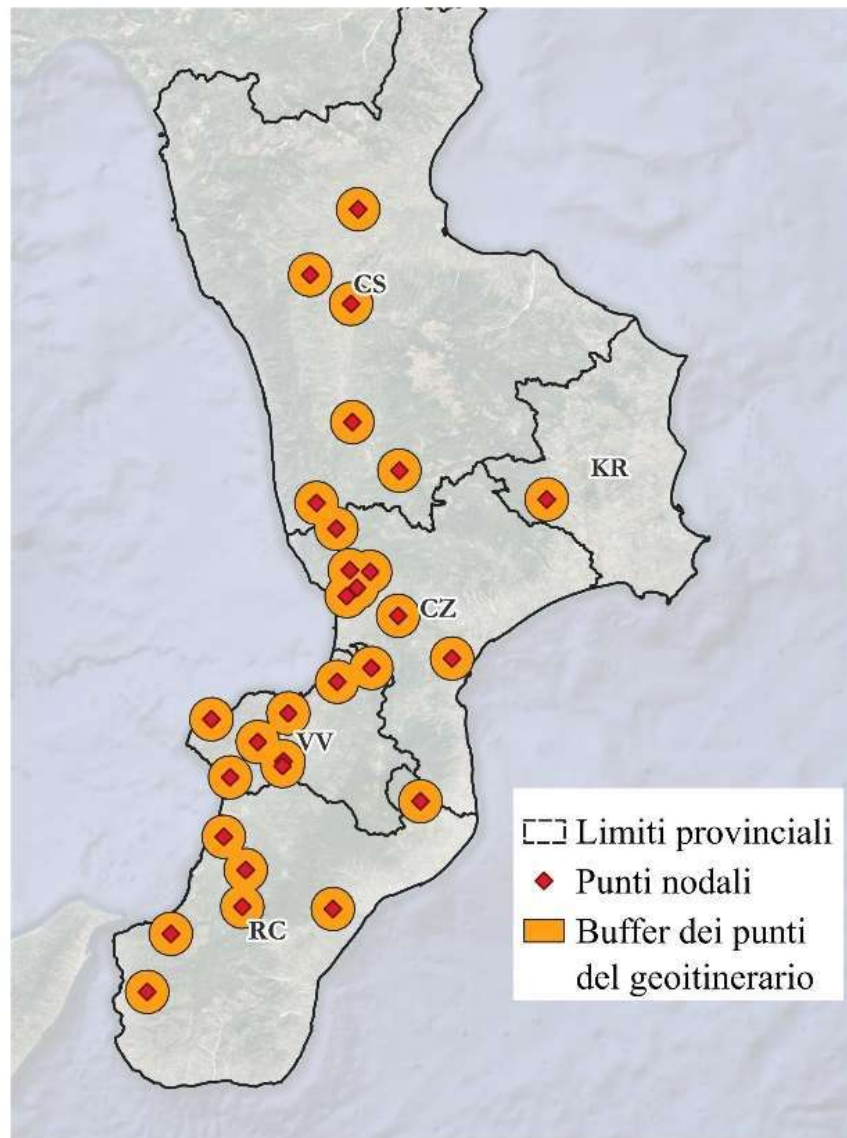 CS
KR
CZ
VV
RC
Limiti provinciali
Punti nodali
Buffer dei punti
del geoitinerario